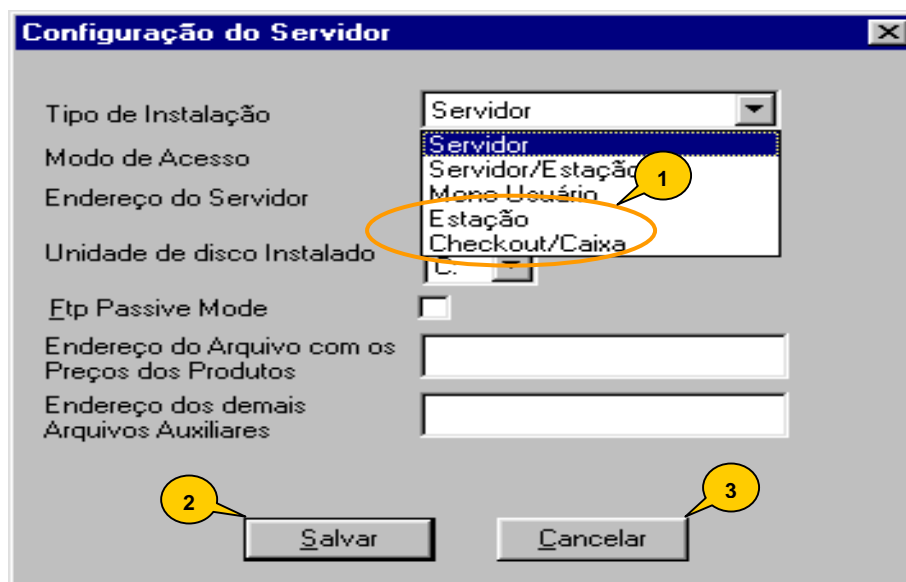 Configuração do Servidor
Tipo de Instalação
Servidor
Servidor
Servidor/Estação
1
Modo de Acesso
Mono Usuário
Endereço do Servidor
Estação
Checkout/Caixa
Unidade de disco Instalado
C:
Ftp Passive Mode
Endereço do Arquivo com os
Preços dos Produtos
Endereço dos demais
Arquivos Auxiliares
2
3
Salvar
Cancelar